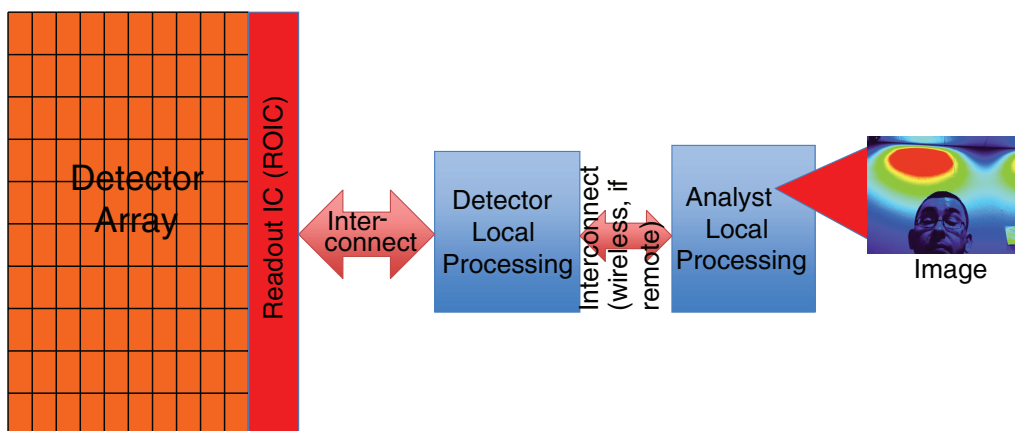 Detector
Array
Readout IC (ROIC)
Inter-
connect
Detector
Local
Processing
Interconnect
(wireless, if
remote)
Analyst
Local
Processing
Image